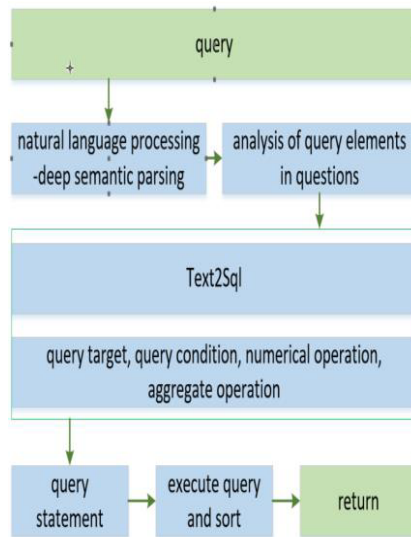 query
natural language processing
-deep semantic parsing
analysis of query elements
in questions
Text2Sql
query target, query condition, numerical operation,
aggregate operation
query
statement
execute query
and sort
return